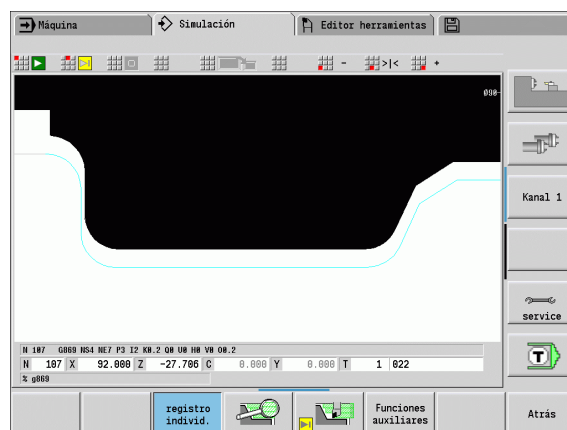 Máquina
Simulación
Editor herramientas
- >|< +
090-
Kanal 1
service
T
N 107 G869 NS4 NE7 P3 I2 K0.2 Q0 U0 H0 V0 O0.2
N 107 X 92.000 Z -27.706 C 0.000 Y 0.000 T 1 022
% g869
registro
individ.
Funciones
auxiliares
Atrás